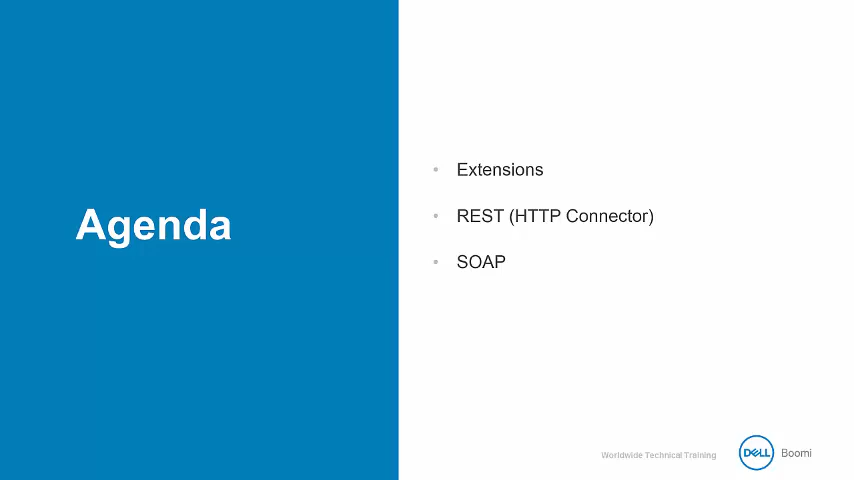 Agenda
Extensions
REST (HTTP Connector)
SOAP
Worldwide Technical Training
DELL Boomi